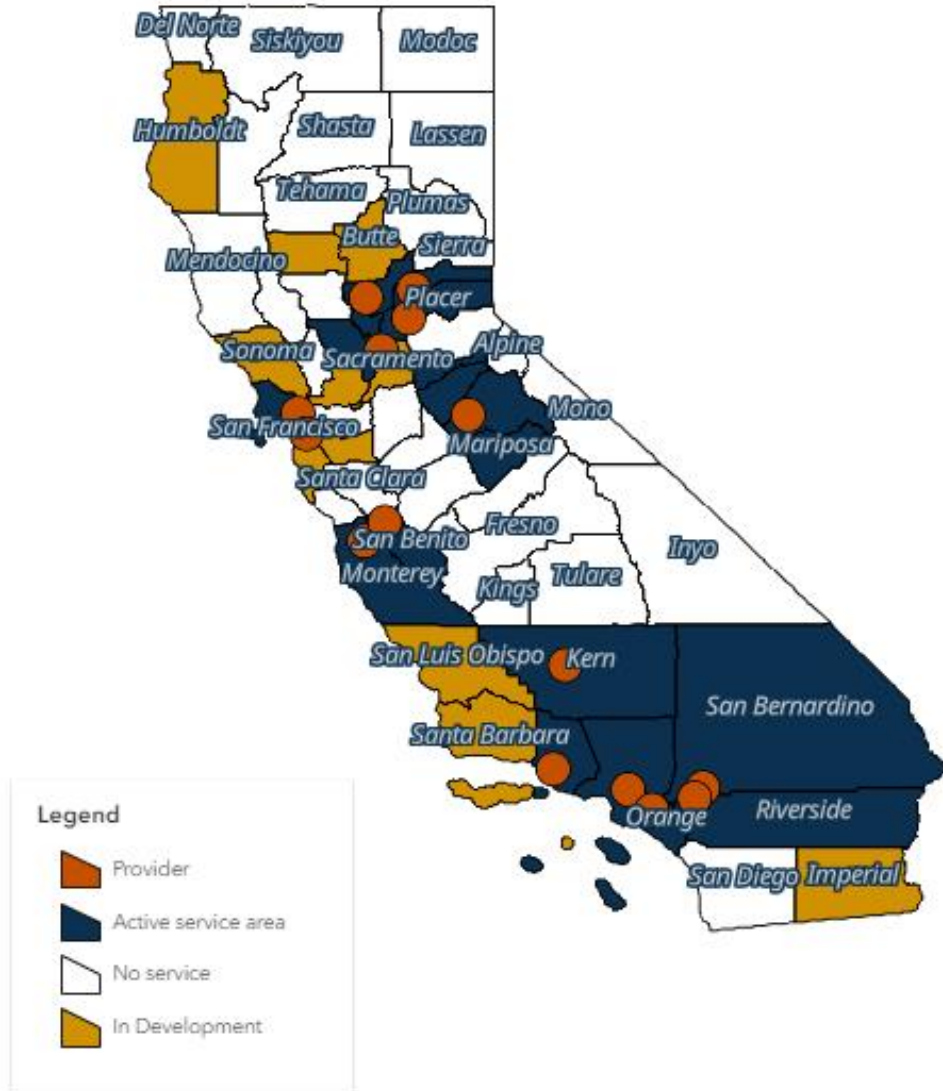 Del Norte
Siskiyou
Modoc
Humboldt
Shasta
Lassen
Tehama
Plumas
Butte
Sierra
Mendocino
Placer
Sonoma
Sacramento
Alpine
Mono
San Francisco
Mariposa
Santa Clara
Fresno
San Benito
Inyo
Monterey
Kings
Tulare
San Luis Obispo
Kern
San Bernardino
Santa Barbara
Orange
Riverside
San Diego
Imperial
Legend
Provider
Active service area
No service
In Development